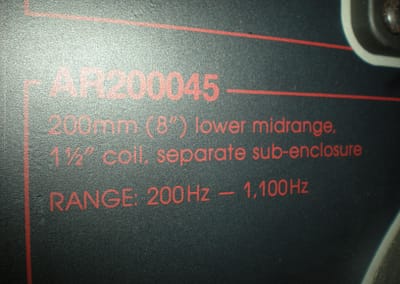 AR200045
200mm (8") lower midrange,
1½" coil, separate sub-enclosure
RANGE: 200Hz – 1,100Hz